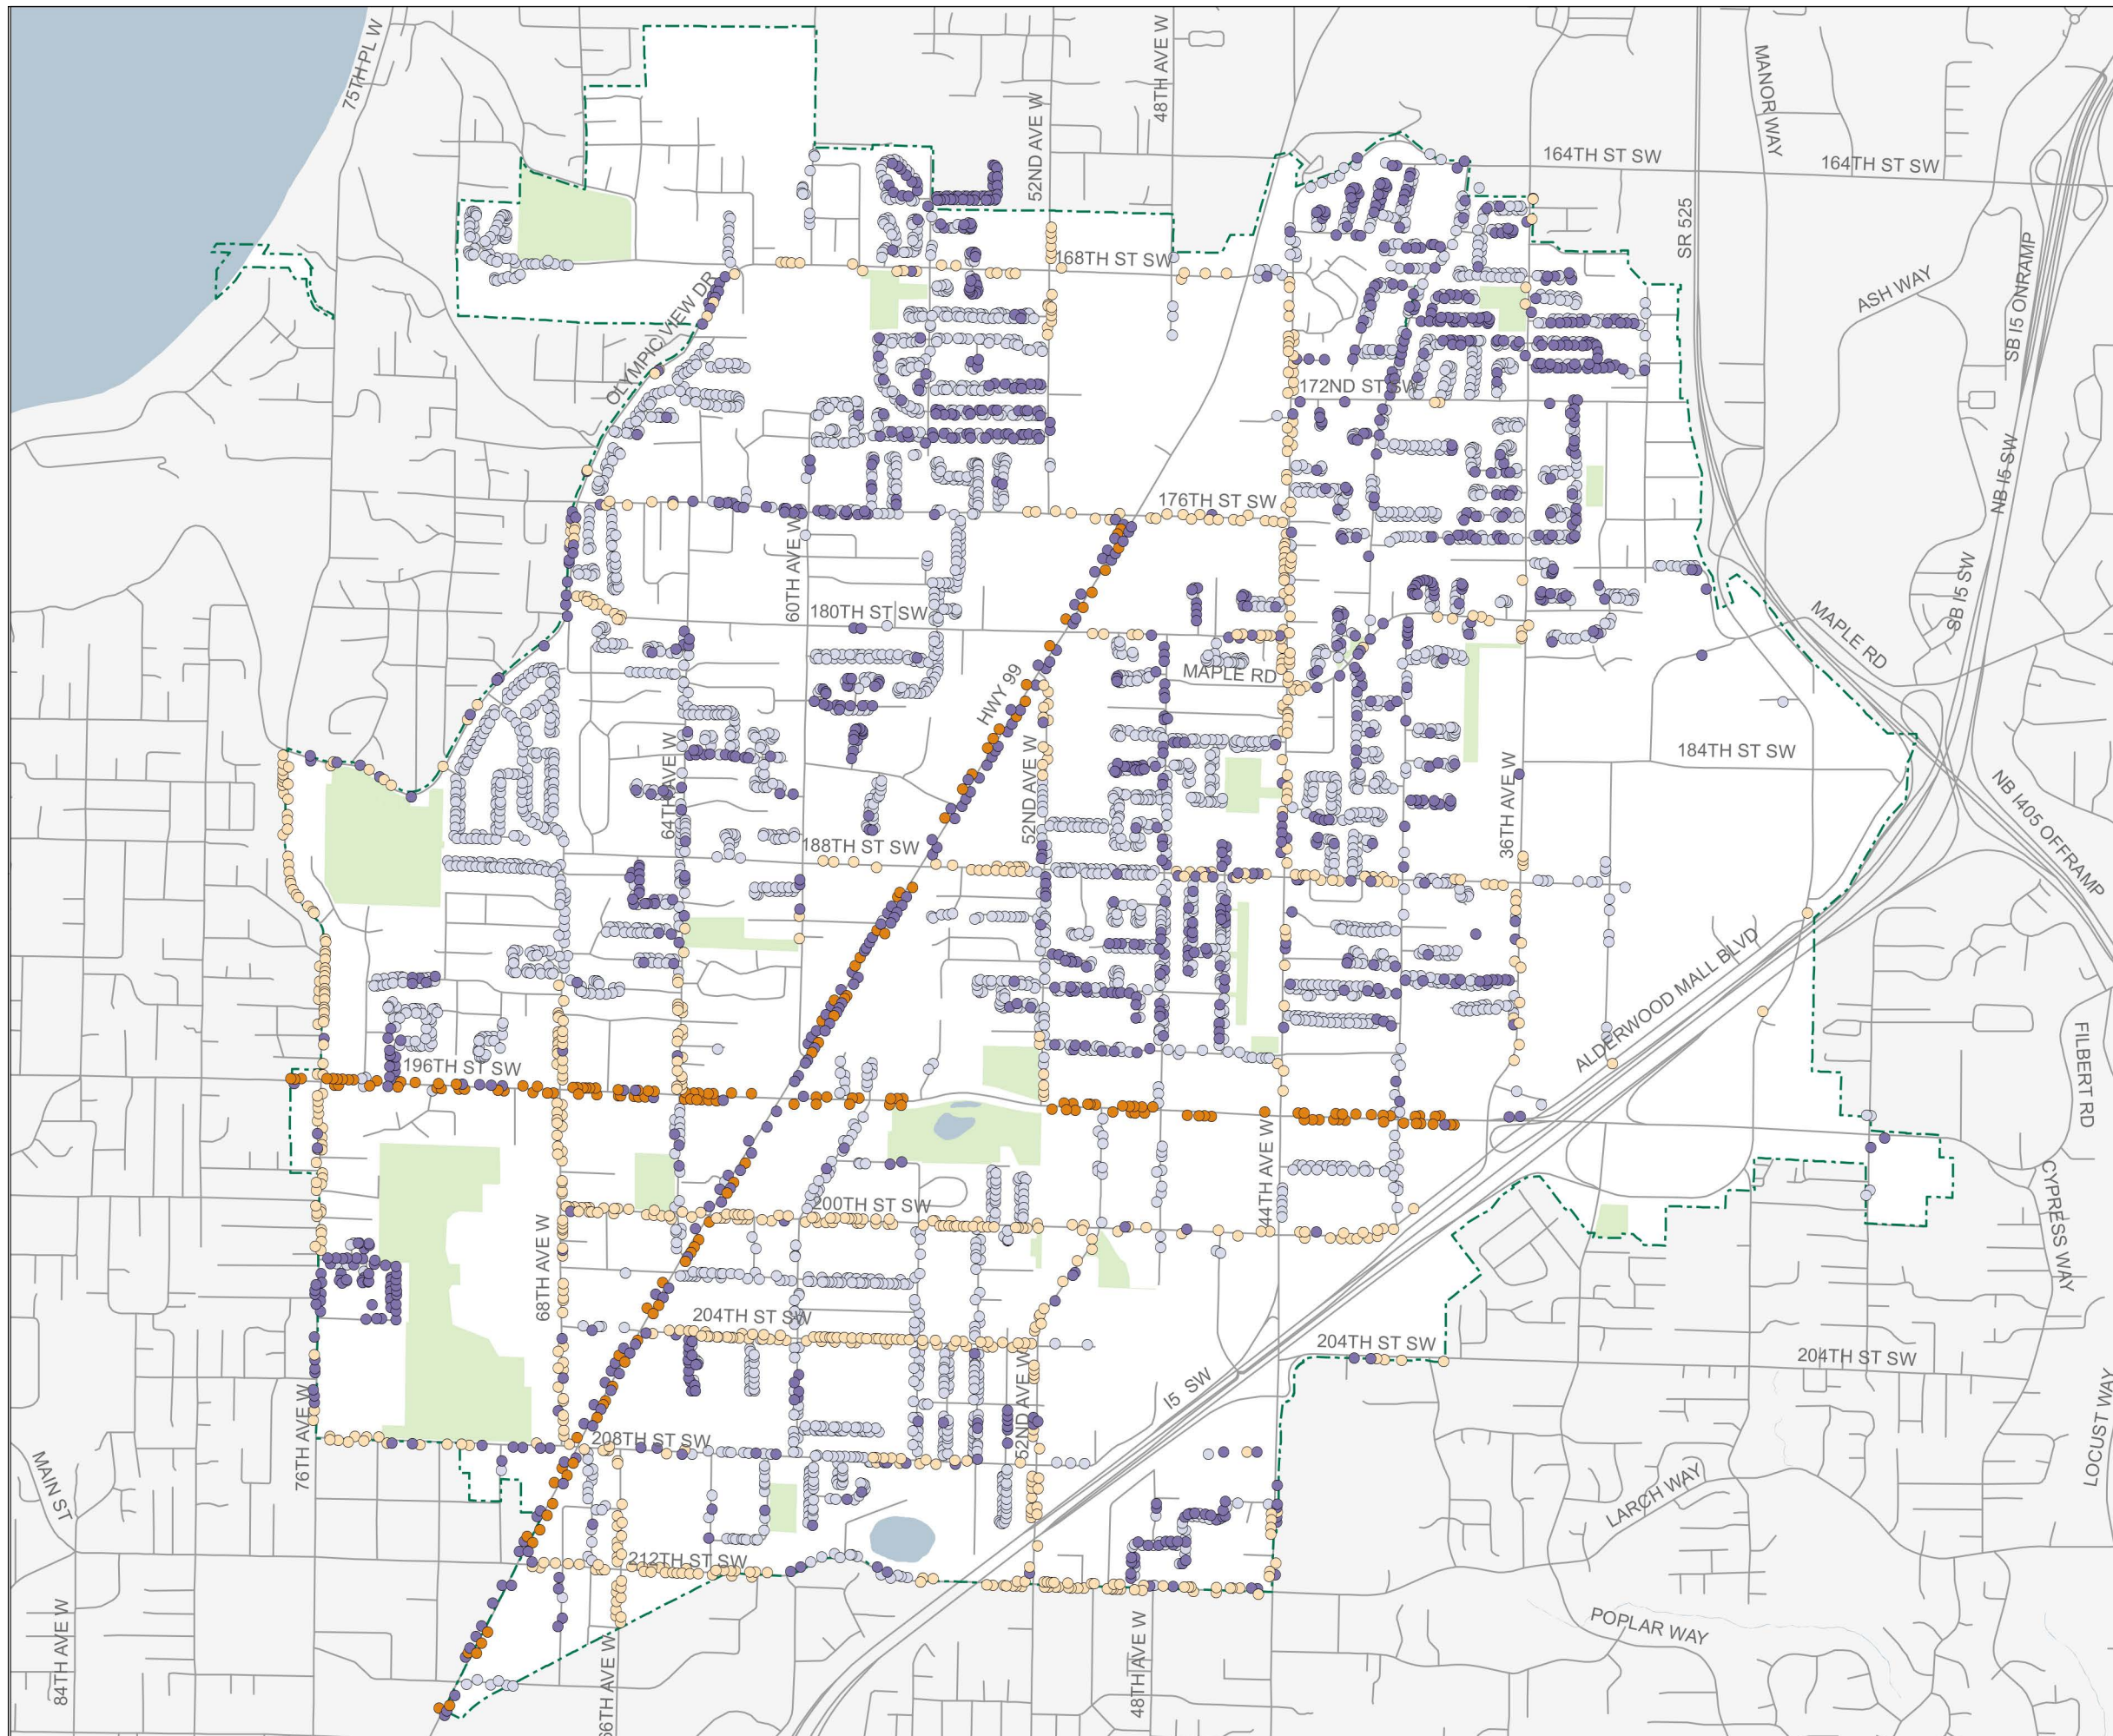 75TH PL W
48TH AVE W
MANOR WAY
52ND AVE W
164TH ST SW
164TH ST SW
SR 525
168TH ST SW
OLYMPIC VIEW DR
ASH WAY
SB I5 ONRAMP
172ND ST SW
NB I5 SW
176TH ST SW
60TH AVE W
180TH ST SW
SB I5 SW
MAPLE RD
MAPLE RD
HWY 99
64TH AVE W
52ND AVE W
184TH ST SW
36TH AVE W
188TH ST SW
NB I405 OFFRAMP
ALDERWOOD MALL BLVD
196TH ST SW
FILBERT RD
44TH AVE W
CYPRESS WAY
200TH ST SW
68TH AVE W
204TH ST SW
204TH ST SW
204TH ST SW
I5 SW
52ND AVE W
76TH AVE W
208TH ST SW
LOCUST WAY
MAIN ST
LARCH WAY
212TH ST SW
84TH AVE W
66TH AVE W
48TH AVE W
POPLAR WAY